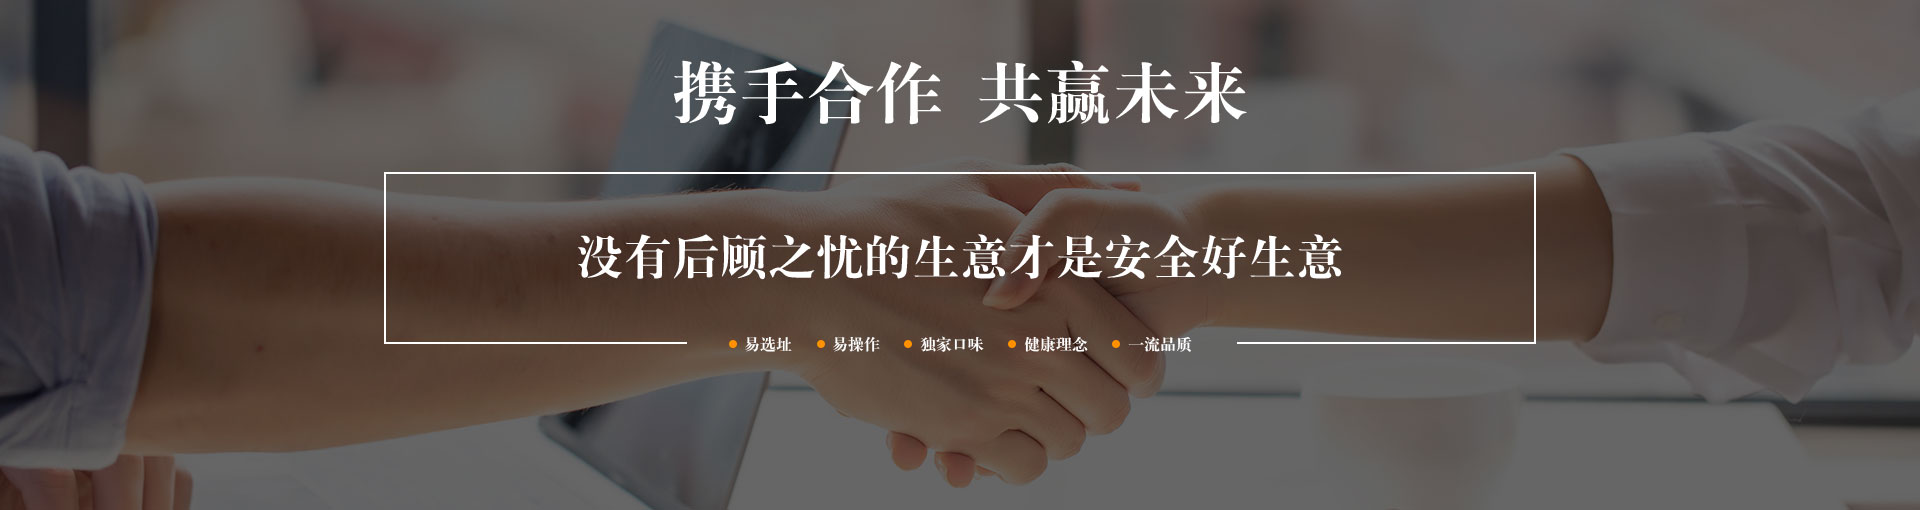 携手合作 共赢未来
没有后顾之忧的生意才是安全好生意
易选址 易操作 独家口味 健康理念 一流品质